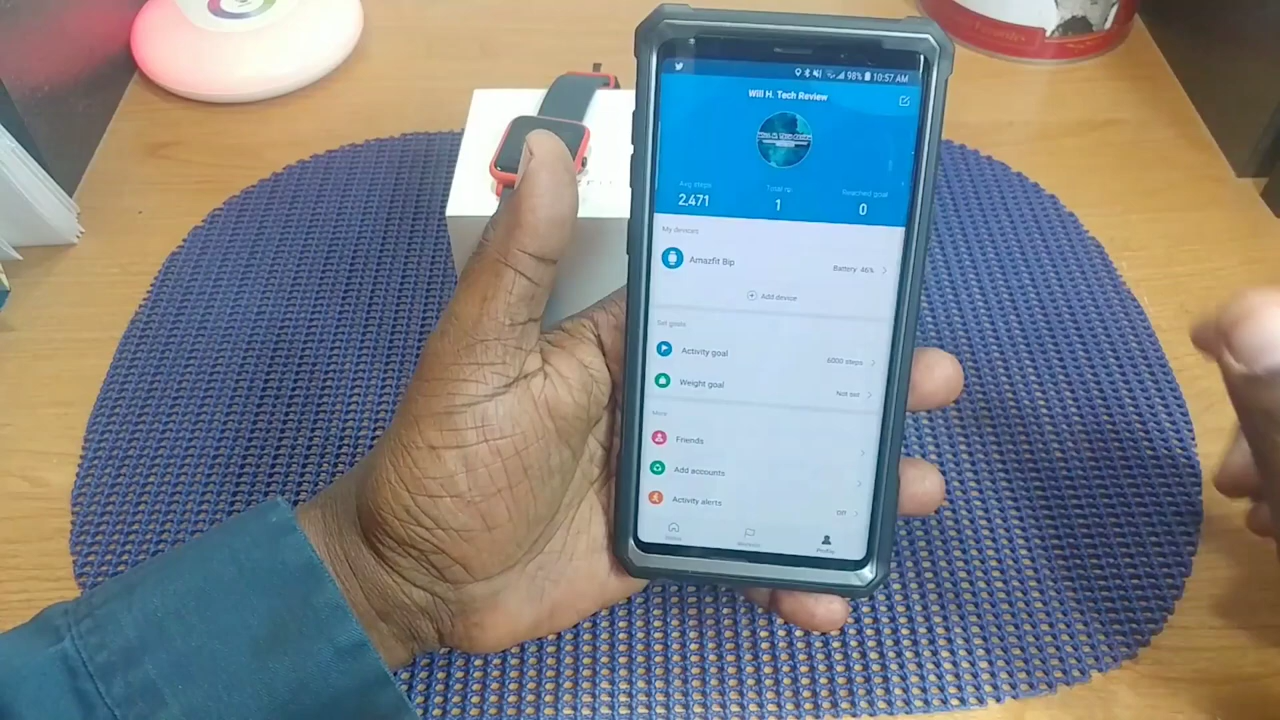 98% 10:57 AM
Will H. Tech Review
Avg steps
2,471
1
Reached goal
0
My devices
Amazfit Bip
Battery 46%
Add device
Set goals
Activity goal
6000 steps
Weight goal
Not set
More
Friends
Add accounts
Activity alerts
Off
Profile